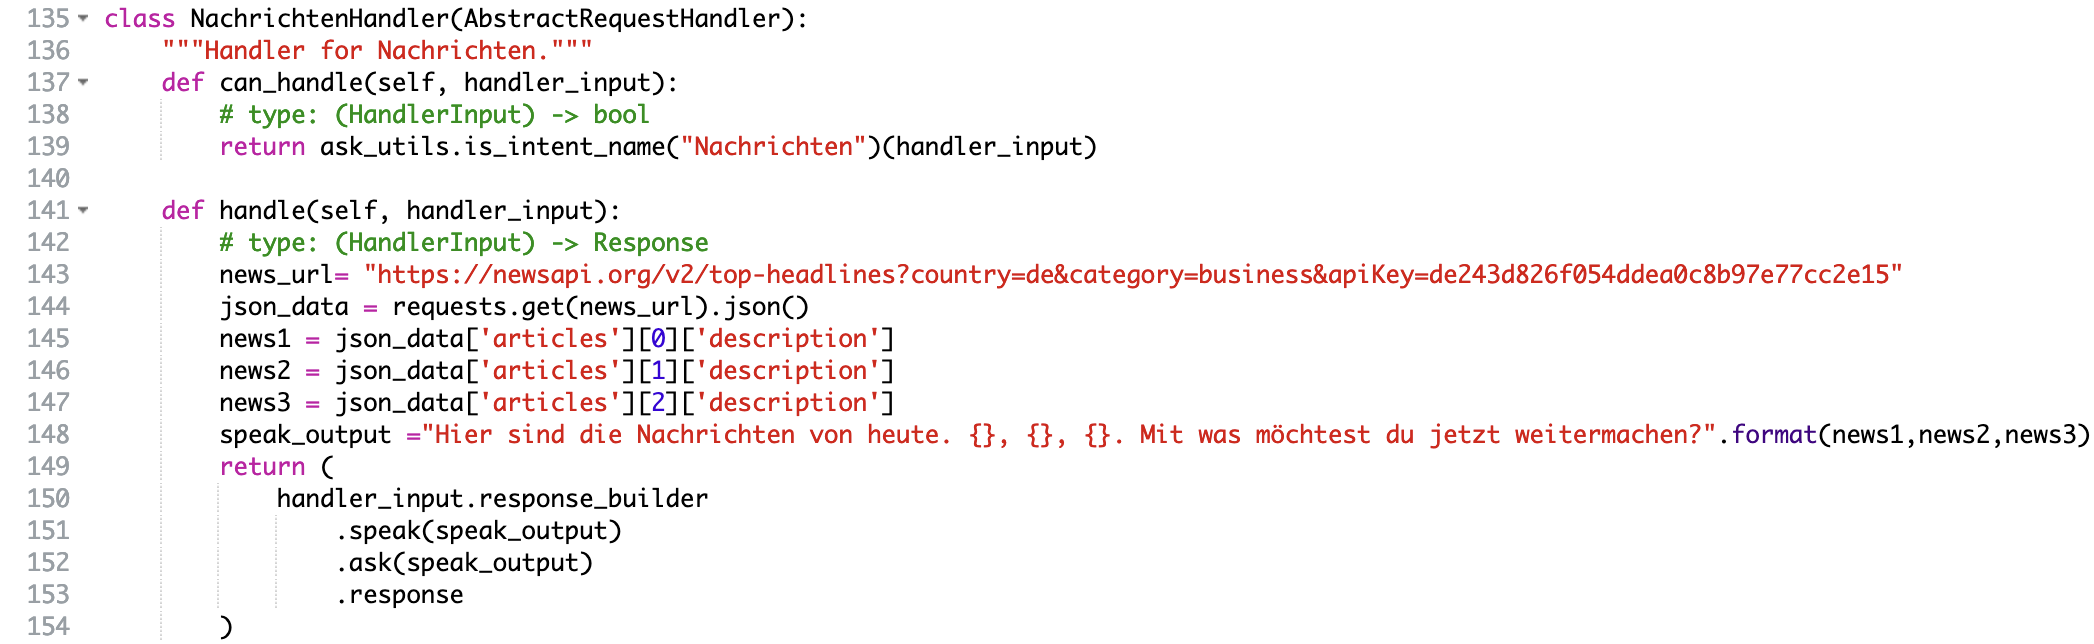 135 class NachrichtenHandler(AbstractRequestHandler):
136 """Handler for Nachrichten."""
137 def can_handle(self, handler_input):
138 # type: (HandlerInput) -> bool
139 return ask_utils.is_intent_name("Nachrichten")(handler_input)
140
141 def handle(self, handler_input):
142 # type: (HandlerInput) -> Response
143 news_url= "https://newsapi.org/v2/top-headlines?country=de&category=business&apiKey=de243d826f054ddea0c8b97e77cc2e15"
144 json_data = requests.get(news_url).json()
145 news1 = json_data['articles'][0]['description']
146 news2 = json_data['articles'][1]['description']
147 news3 = json_data['articles'][2]['description']
148 speak_output ="Hier sind die Nachrichten von heute. {}, {}, {}. Mit was möchtest du jetzt weitermachen?".format(news1,news2,news3)
149 return (
150 handler_input.response_builder
151 .speak(speak_output)
152 .ask(speak_output)
153 .response
154 )